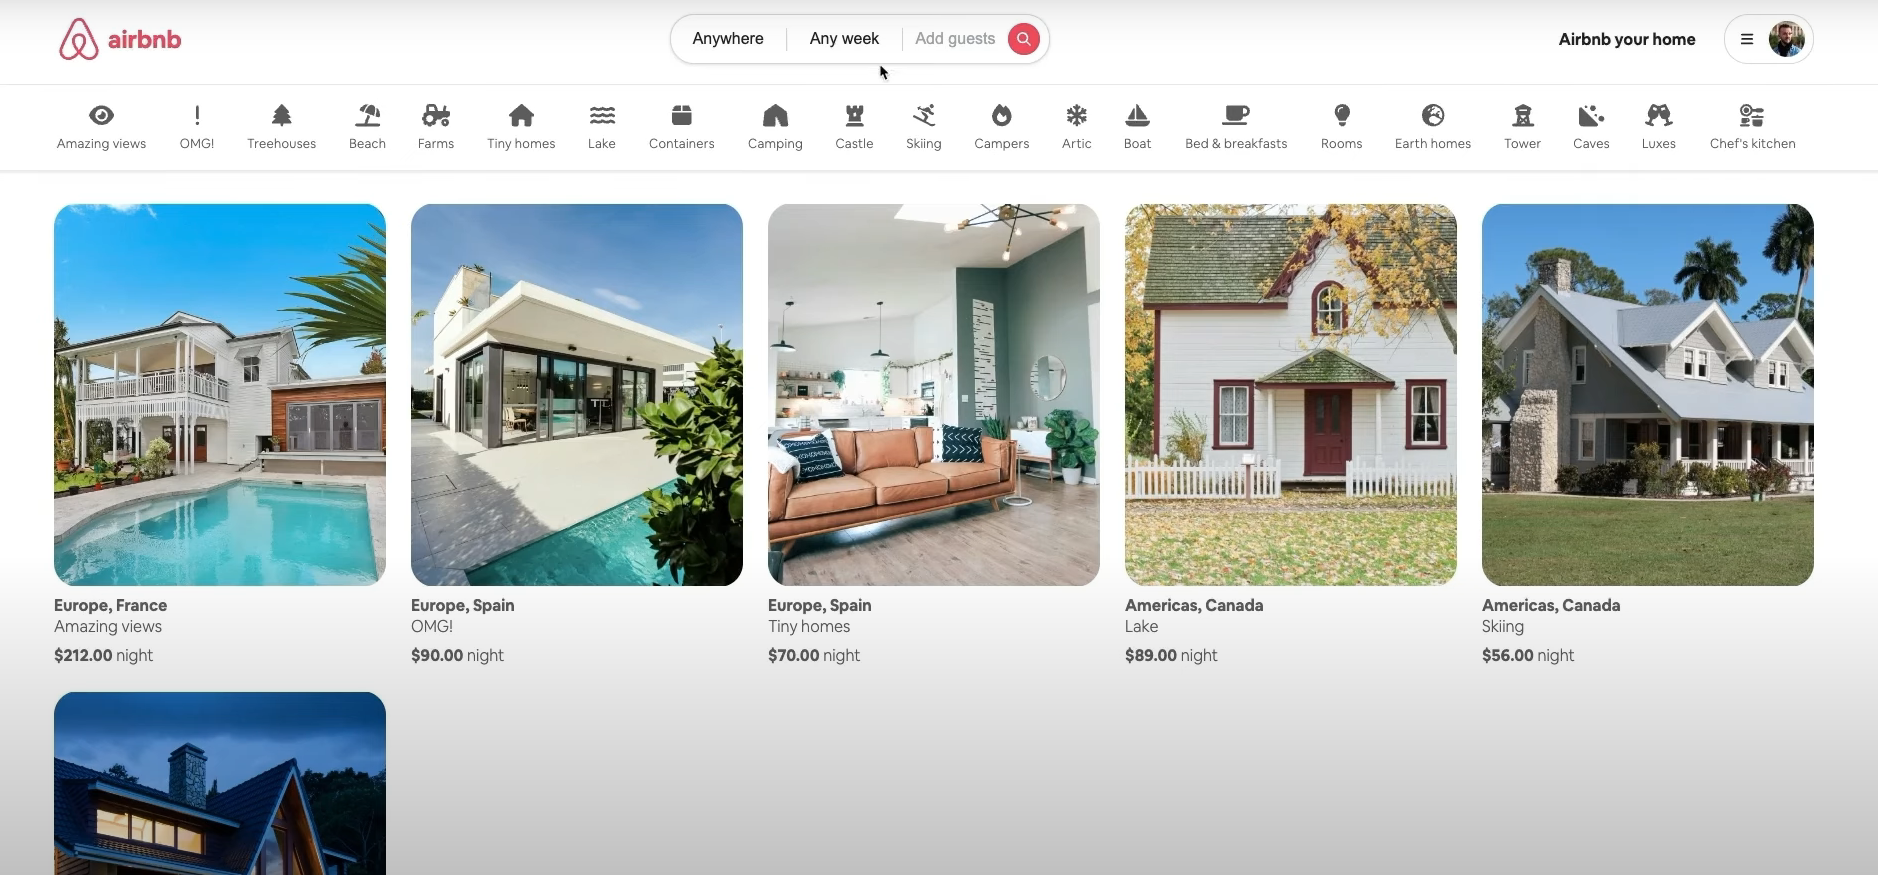 airbnb
Anywhere Any week Add guests
Airbnb your home
Amazing views OMG! Treehouses Beach Farms Tiny homes Lake Containers Camping Castle Skiing Campers Artic Boat Bed & breakfasts Rooms Earth homes Tower Caves Luxes Chef's kitchen
Europe, France
Amazing views
$212.00 night
Europe, Spain
OMG!
$90.00 night
Europe, Spain
Tiny homes
$70.00 night
Americas, Canada
Lake
$89.00 night
Americas, Canada
Skiing
$56.00 night